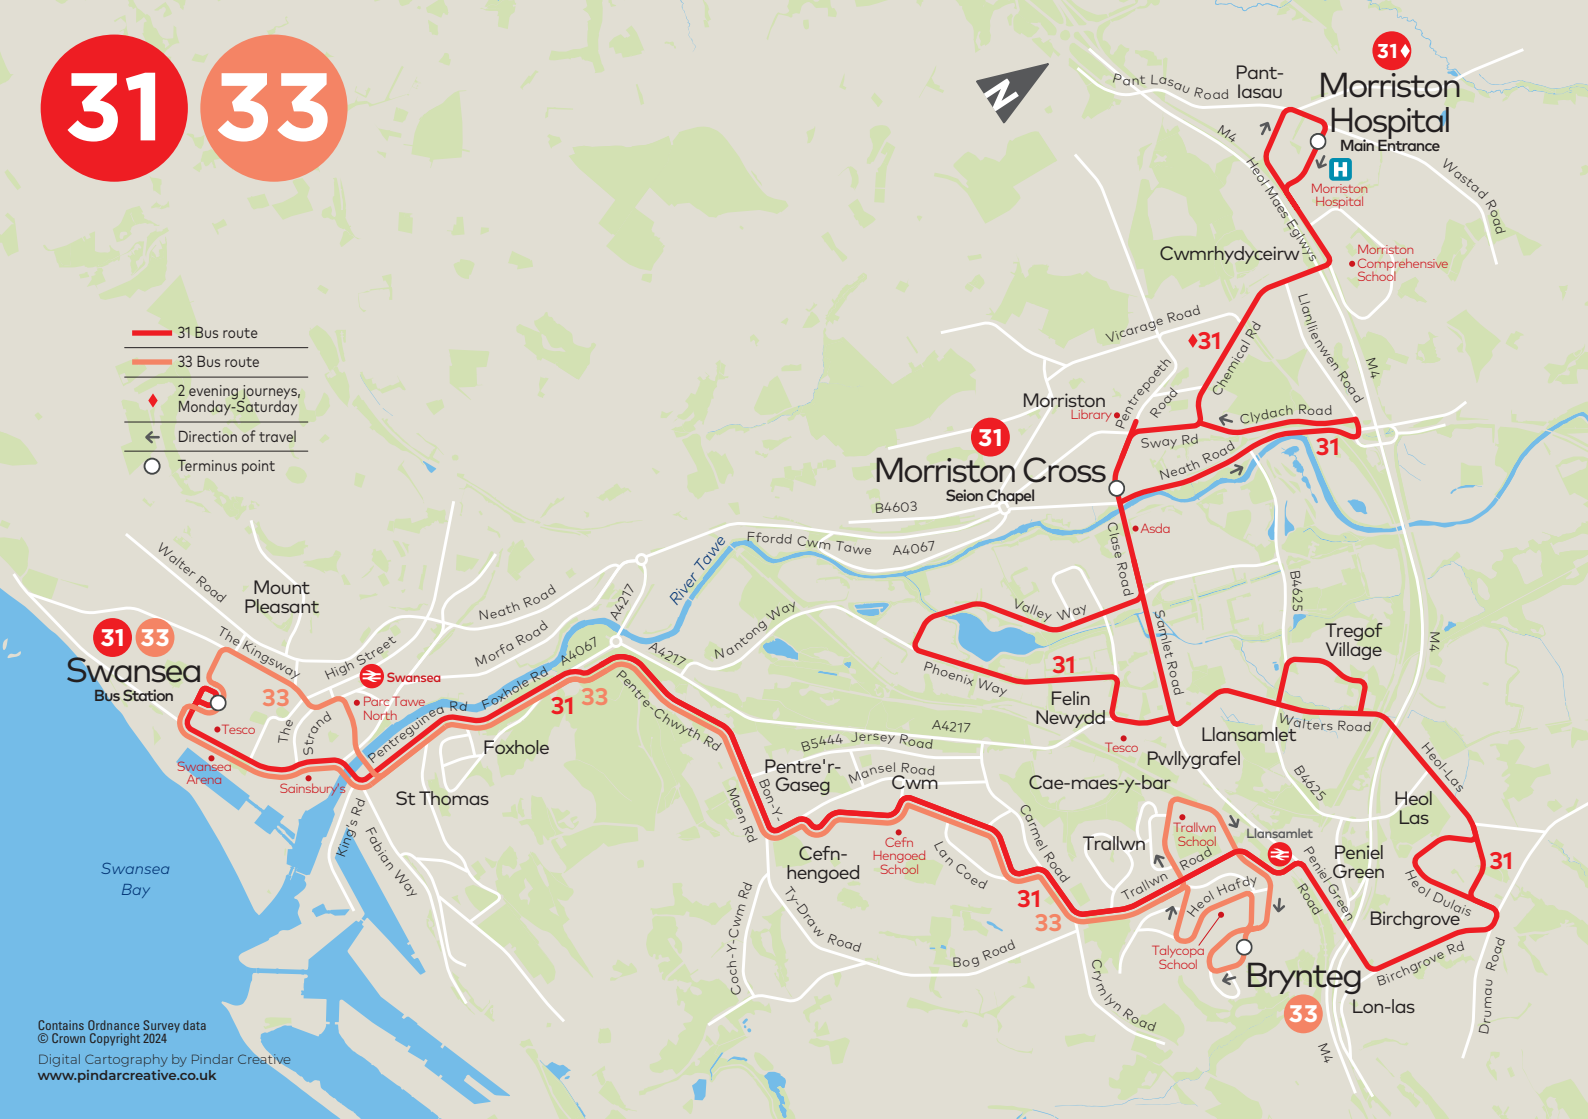 31
33
N
31
Pant-
lasau
Morriston
Hospital
Main Entrance
Pant Lasau Road
M4
Heol Maes Eglwys
H
Morriston
Hospital
Wastad Road
Cwmrhydyceirw
Morriston
Comprehensive
School
Vicarage Road
31
Chemical Rd
Llanllienwen Road
M4
Pentrepoeth
Road
Morriston
Library
Clydach Road
Sway Rd
Neath Road
31
31
Morriston Cross
Seion Chapel
B4603
Asda
Clase Road
31 Bus route
33 Bus route
2 evening journeys,
Monday-Saturday
Direction of travel
Terminus point
Ffordd Cwm Tawe
A4067
River Tawe
Walter Road
Mount
Pleasant
Neath Road
A4217
Morfa Road
A4067
A4217
Nantong Way
Valley Way
Samlet Road
B4625
M4
Tregof
Village
31
33
Swansea
Bus Station
The Kingsway
High Street
Swansea
33
Parc Tawe
North
Tesco
The
Strand
Swansea
Arena
Sainsbury's
Pentreguinea Rd
Foxhole Rd
31
33
Foxhole
St Thomas
King's Rd
Fabian Way
Swansea
Bay
Pentre-Chwyth Rd
Phoenix Way
31
Felin
Newydd
Tesco
Pwllygrafel
Llansamlet
Walters Road
Heol-Las
A4217
B5444
Jersey Road
Mansel Road
Pentre'r-
Gaseg
Cwm
Cae-maes-y-bar
B4625
Heol
Las
Bon-Y-
Maen Rd
Cefn-
hengoed
Cefn
Hengoed
School
Lan Coed
Carmel Road
Trallwn
Trallwn
School
Llansamlet
Trallwn
Road
Heol Hafdy
Peniel Green
Road
Peniel
Green
31
Heol Dulais
Birchgrove
31
33
Coch-Y-Cwm Rd
Ty-Draw Road
Bog Road
Crymlyn Road
Talycopa
School
Brynteg
33
Birchgrove Rd
Drumau Road
Lon-las
M4
Contains Ordnance Survey data
© Crown Copyright 2024
Digital Cartography by Pindar Creative
www.pindarcreative.co.uk